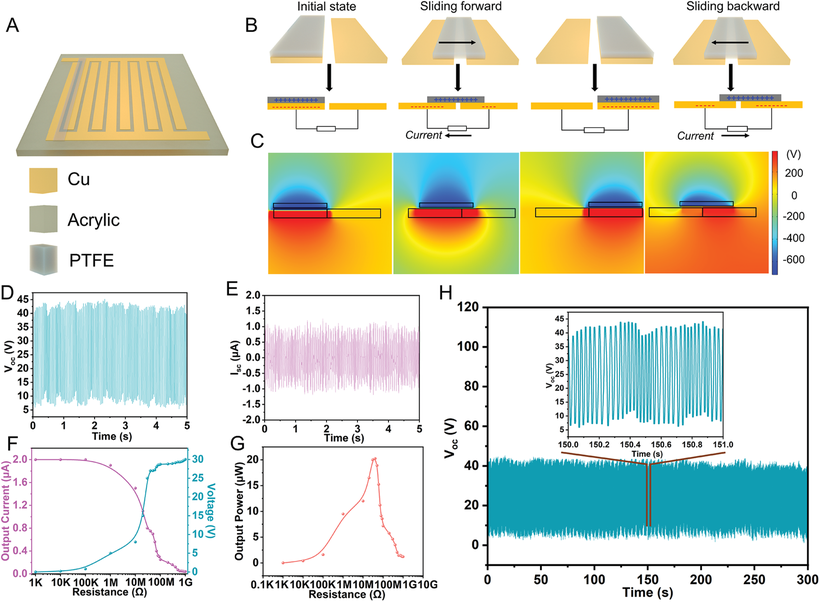 A
Cu
Acrylic
PTFE
B
Initial state
Sliding forward
Sliding backward
Current
Current
C
(V)
200
0
-200
-400
-600
D
45
40
35
30
25
20
15
10
5
Voc (V)
0 1 2 3 4 5
Time (s)
E
2.0
1.5
1.0
0.5
0.0
-0.5
-1.0
-1.5
-2.0
Isc (μA)
0 1 2 3 4 5
Time (s)
F
2.0
1.6
1.2
0.8
0.4
0.0
Output Current (μA)
30
25
20
15
10
5
0
Voltage (V)
1K 10K 100K 1M 10M 100M 1G
Resistance (Ω)
G
20
15
10
5
0
Output Power (μW)
0.1K 1K 10K 100K 1M 10M 100M 1G 10G
Resistance (Ω)
H
120
100
80
60
40
20
0
Voc (V)
0 50 100 150 200 250 300
Time (s)
45
40
35
30
25
20
15
10
5
Voc (V)
150.0 150.2 150.4 150.6 150.8 151.0
Time (s)